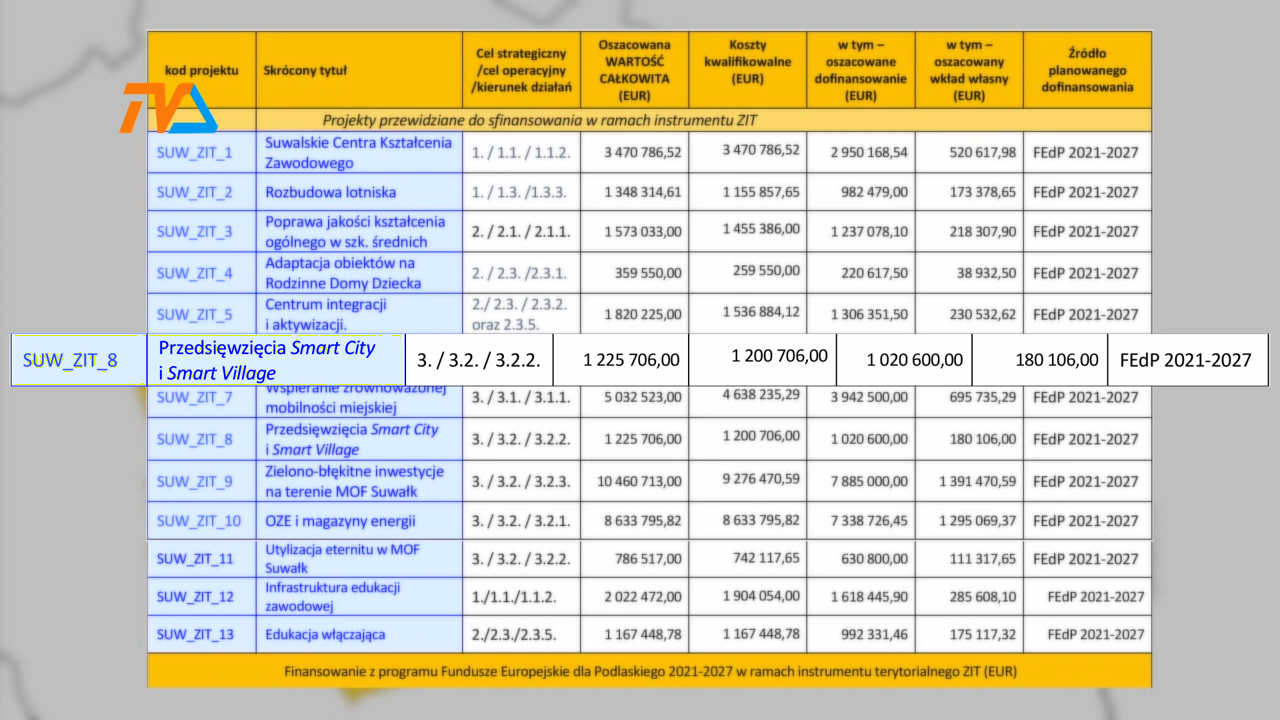 kod projektu Skrócony tytuł Cel strategiczny /cel operacyjny /kierunek działań Oszacowana WARTOŚĆ CAŁKOWITA (EUR) Koszty kwalifikowalne (EUR) w tym – oszacowane dofinansowanie (EUR) w tym – oszacowany wkład własny (EUR) Źródło planowanego dofinansowania
TVA
Projekty przewidziane do sfinansowania w ramach instrumentu ZIT
SUW_ZIT_1 Suwalskie Centra Kształcenia Zawodowego 1. / 1.1. / 1.1.2. 3 470 786,52 3 470 786,52 2 950 168,54 520 617,98 FEdP 2021-2027
SUW_ZIT_2 Rozbudowa lotniska 1. / 1.3. /1.3.3. 1 348 314,61 1 155 857,65 982 479,00 173 378,65 FEdP 2021-2027
SUW_ZIT_3 Poprawa jakości kształcenia ogólnego w szk. średnich 2. / 2.1. / 2.1.1. 1 573 033,00 1 455 386,00 1 237 078,10 218 307,90 FEdP 2021-2027
SUW_ZIT_4 Adaptacja obiektów na Rodzinne Domy Dziecka 2. / 2.3. /2.3.1. 359 550,00 259 550,00 220 617,50 38 932,50 FEdP 2021-2027
SUW_ZIT_5 Centrum integracji i aktywizacji. 2./ 2.3. / 2.3.2. oraz 2.3.5. 1 820 225,00 1 536 884,12 1 306 351,50 230 532,62 FEdP 2021-2027
SUW_ZIT_8 Przedsięwzięcia Smart City i Smart Village 3. / 3.2. / 3.2.2. 1 225 706,00 1 200 706,00 1 020 600,00 180 106,00 FEdP 2021-2027
SUW_ZIT_7 Wspieranie zrównoważonej mobilności miejskiej 3. / 3.1. / 3.1.1. 5 032 523,00 4 638 235,29 3 942 500,00 695 735,29 FEdP 2021-2027
SUW_ZIT_8 Przedsięwzięcia Smart City i Smart Village 3. / 3.2. / 3.2.2. 1 225 706,00 1 200 706,00 1 020 600,00 180 106,00 FEdP 2021-2027
SUW_ZIT_9 Zielono-błękitne inwestycje na terenie MOF Suwałk 3. / 3.2. / 3.2.3. 10 460 713,00 9 276 470,59 7 885 000,00 1 391 470,59 FEdP 2021-2027
SUW_ZIT_10 OZE i magazyny energii 3. / 3.2. / 3.2.1. 8 633 795,82 8 633 795,82 7 338 726,45 1 295 069,37 FEdP 2021-2027
SUW_ZIT_11 Utylizacja eternitu w MOF Suwałk 3. / 3.2. / 3.2.2. 786 517,00 742 117,65 630 800,00 111 317,65 FEdP 2021-2027
SUW_ZIT_12 Infrastruktura edukacji zawodowej 1./1.1./1.1.2. 2 022 472,00 1 904 054,00 1 618 445,90 285 608,10 FEdP 2021-2027
SUW_ZIT_13 Edukacja włączająca 2./2.3./2.3.5. 1 167 448,78 1 167 448,78 992 331,46 175 117,32 FEdP 2021-2027
Finansowanie z programu Fundusze Europejskie dla Podlaskiego 2021-2027 w ramach instrumentu terytorialnego ZIT (EUR)